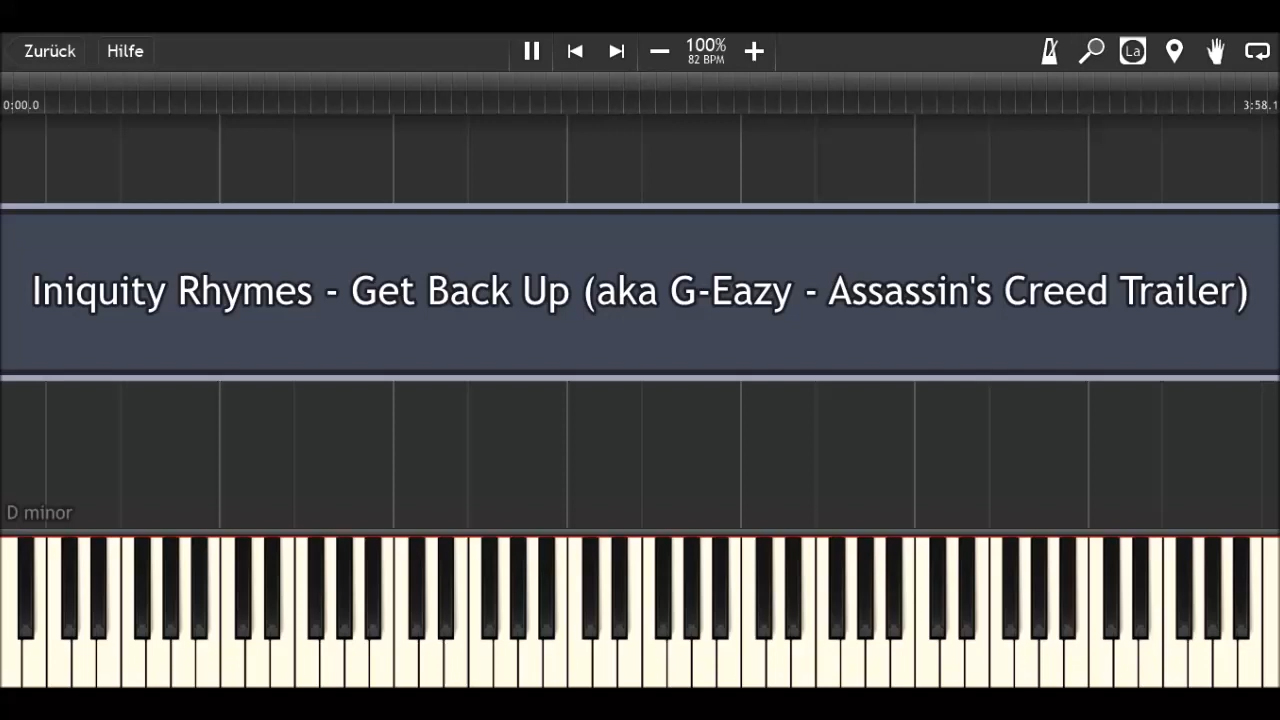 Zurück Hilfe 100% La
82 BPM
0:00.0 3:58.1
Iniquity Rhymes - Get Back Up (aka G-Eazy - Assassin's Creed Trailer)
D minor